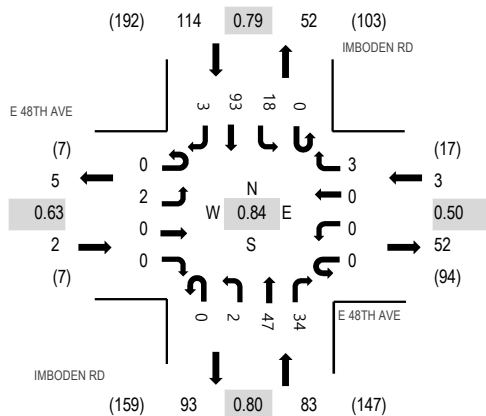 (192) 114 0.79 52 (103)
IMBODEN RD
3 93 18 0
E 48TH AVE
(7) (17)
0 3
5 3
2 N 0
0.63 W 0.84 E 0.50
0 0
2 S 52
0 0
(7) (94)
0 2 47 34
E 48TH AVE
IMBODEN RD
(159) 93 0.80 83 (147)